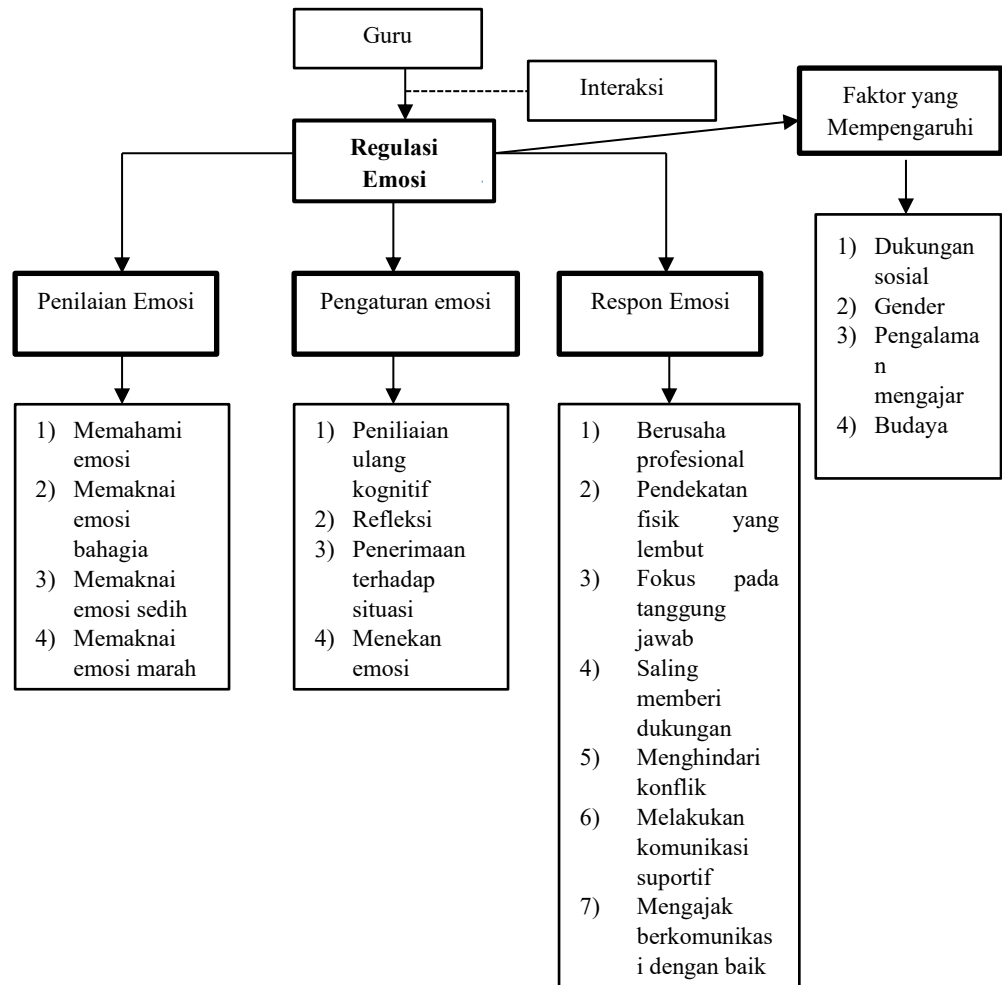 Guru
Interaksi
Faktor yang
Mempengaruhi
Regulasi
Emosi
1) Dukungan
sosial
2) Gender
3) Pengalama
n
mengajar
4) Budaya
Penilaian Emosi
Pengaturan emosi
Respon Emosi
1) Memahami
emosi
2) Memaknai
emosi
bahagia
3) Memaknai
emosi sedih
4) Memaknai
emosi marah
1) Peniliaian
ulang
kognitif
2) Refleksi
3) Penerimaan
terhadap
situasi
4) Menekan
emosi
1) Berusaha
profesional
2) Pendekatan
fisik yang
lembut
3) Fokus pada
tanggung
jawab
4) Saling
memberi
dukungan
5) Menghindari
konflik
6) Melakukan
komunikasi
suportif
7) Mengajak
berkomunikas
i dengan baik